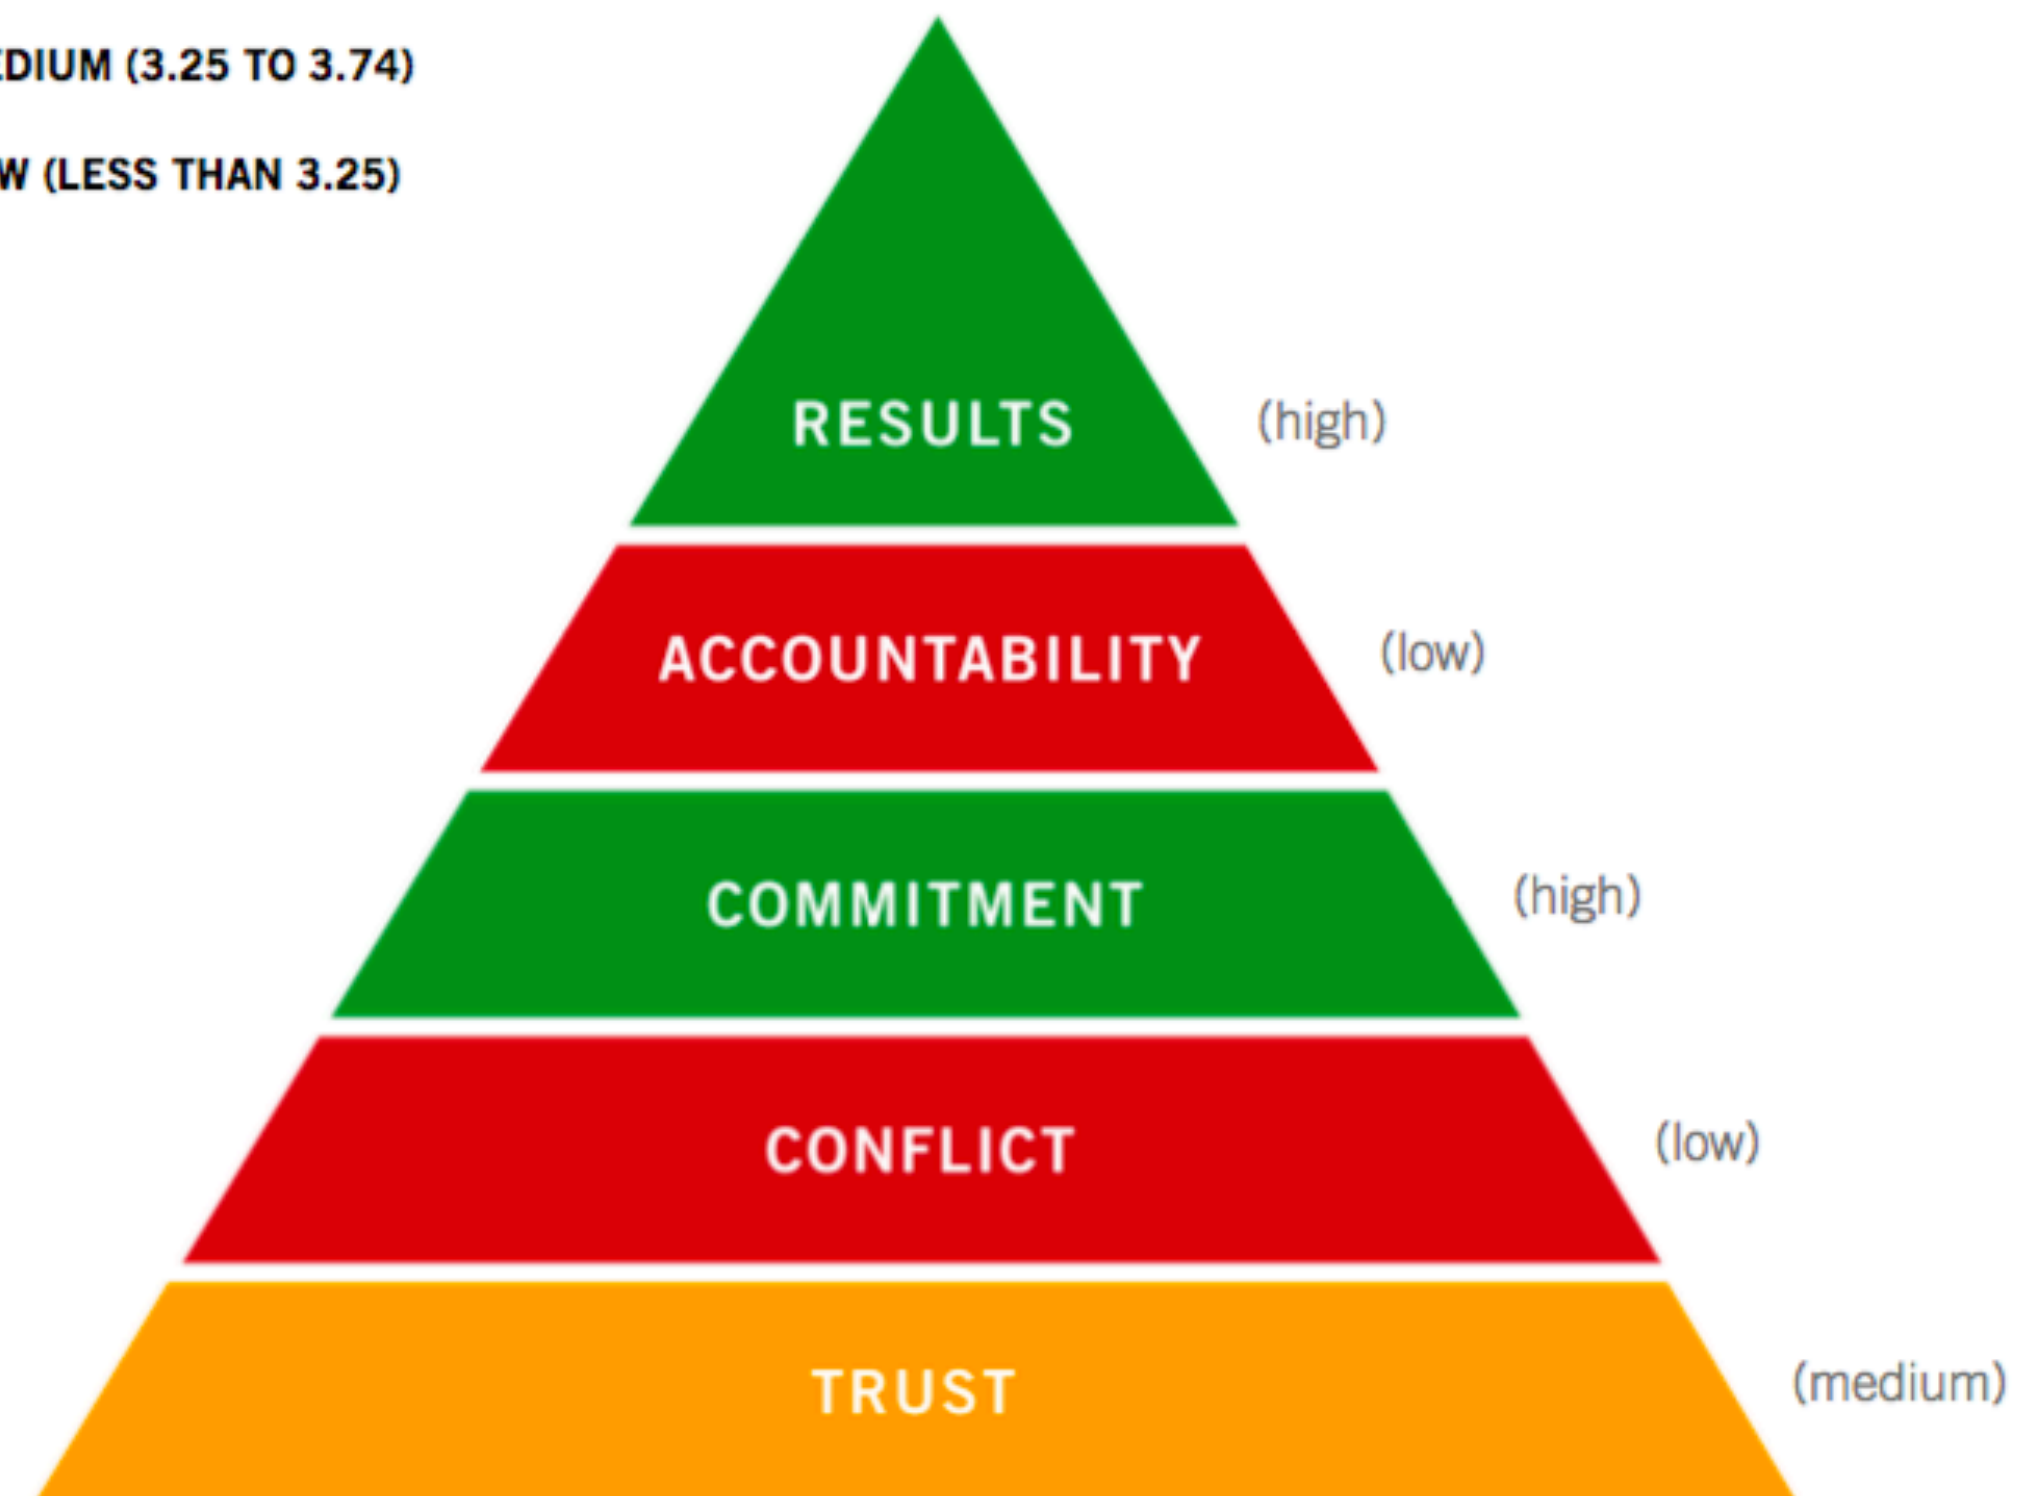 EDIUM (3.25 TO 3.74)
W (LESS THAN 3.25)
RESULTS (high)
ACCOUNTABILITY (low)
COMMITMENT (high)
CONFLICT (low)
TRUST (medium)